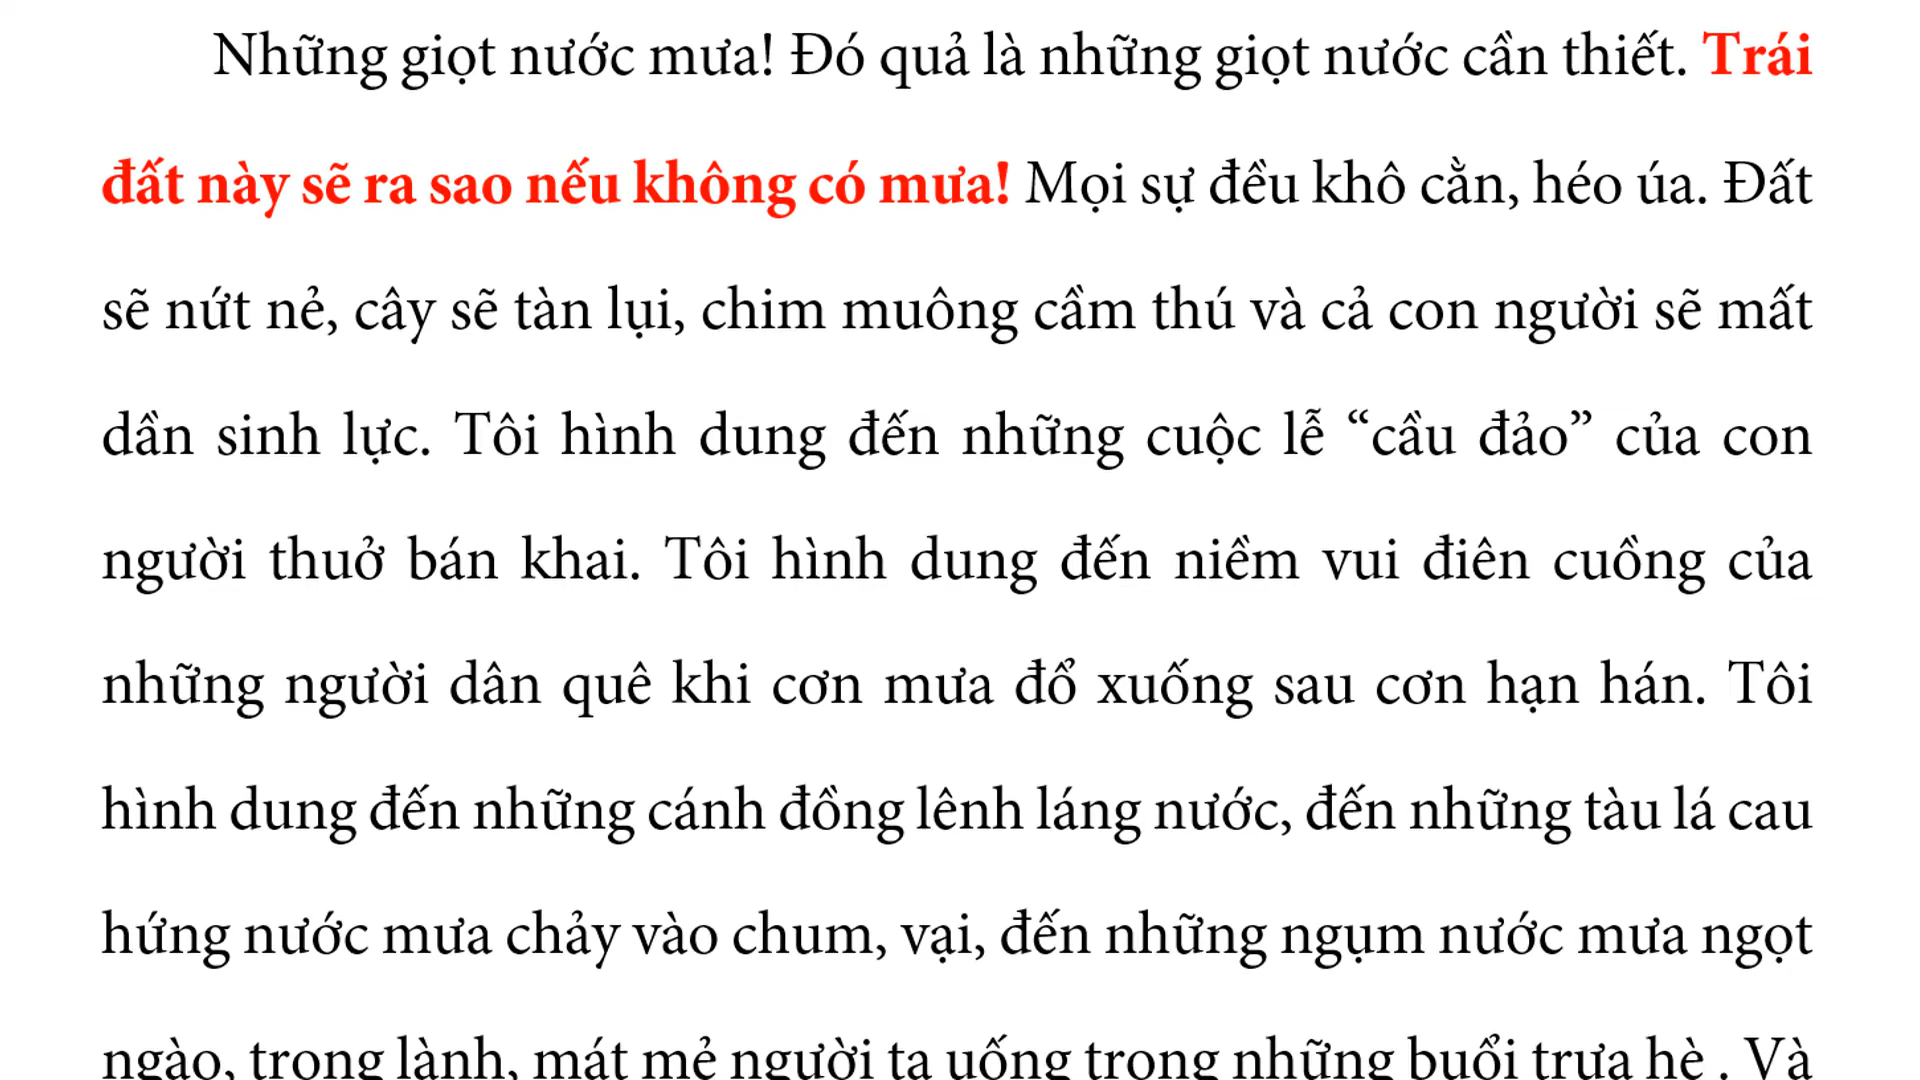 Những giọt nước mưa! Đó quả là những giọt nước cần thiết. Trái
đất này sẽ ra sao nếu không có mưa! Mọi sự đều khô cằn, héo úa. Đất
sẽ nứt nẻ, cây sẽ tàn lụi, chim muông cầm thú và cả con người sẽ mất
dần sinh lực. Tôi hình dung đến những cuộc lễ “cầu đảo” của con
người thuở bán khai. Tôi hình dung đến niềm vui điên cuồng của
những người dân quê khi cơn mưa đổ xuống sau cơn hạn hán. Tôi
hình dung đến những cánh đồng lênh láng nước, đến những tàu lá cau
hứng nước mưa chảy vào chum, vại, đến những ngụm nước mưa ngọt
ngào, trong lành, mát mẻ người ta uống trong những buổi trưa hè . Và